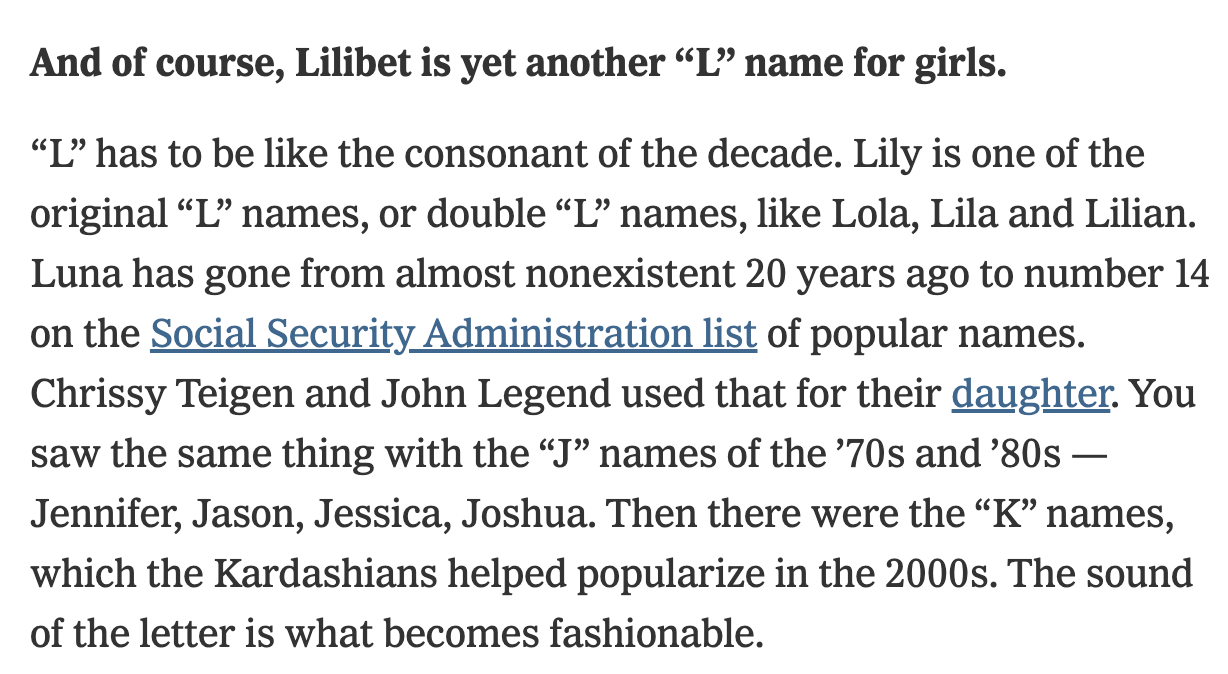 And of course, Lilibet is yet another “L” name for girls.
“L” has to be like the consonant of the decade. Lily is one of the
original “L” names, or double “L” names, like Lola, Lila and Lilian.
Luna has gone from almost nonexistent 20 years ago to number 14
on the Social Security Administration list of popular names.
Chrissy Teigen and John Legend used that for their daughter. You
saw the same thing with the “J” names of the ’70s and ’80s —
Jennifer, Jason, Jessica, Joshua. Then there were the “K” names,
which the Kardashians helped popularize in the 2000s. The sound
of the letter is what becomes fashionable.